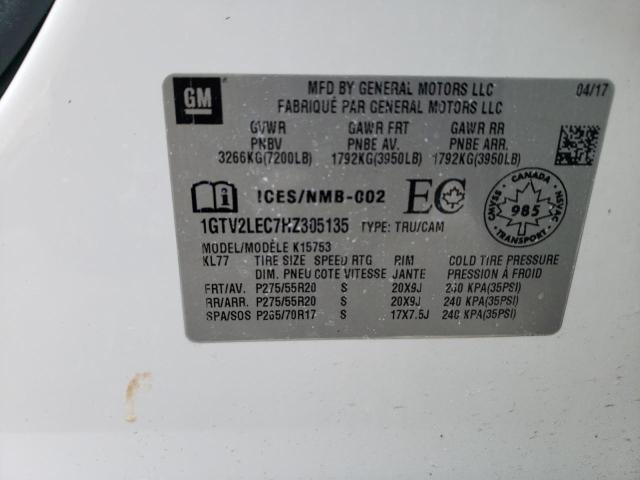 GM
MFD BY GENERAL MOTORS LLC 04/17
FABRIQUÉ PAR GENERAL MOTORS LLC
GVWR GAWR FRT GAWR RR
PNBV PNBE AV. PNBE ARR.
3266KG(7200LB) 1792KG(3950LB) 1792KG(3950LB)
ICES/NMB-002 EC
CANADA
985
SVMAC
NSVAC
1GTV2LEC7HZ305135 TYPE: TRU/CAM
MODEL/MODÈLE K15753
KL77 TIRE SIZE SPEED RTG RIM COLD TIRE PRESSURE
DIM. PNEU COTE VITESSE JANTE PRESSION À FROID
FRT/AV. P275/55R20 S 20X9J 240 KPA(35PSI)
RR/ARR. P275/55R20 S 20X9J 240 KPA(35PSI)
SPA/SOS P265/70R17 S 17X7.5J 240 KPA(35PSI)